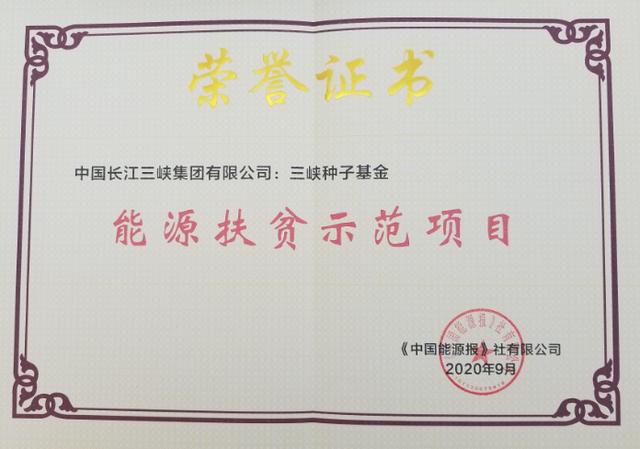 荣誉证书
中国长江三峡集团有限公司：三峡种子基金
能源扶贫示范项目
《中国能源报》社有限公司
2020年9月